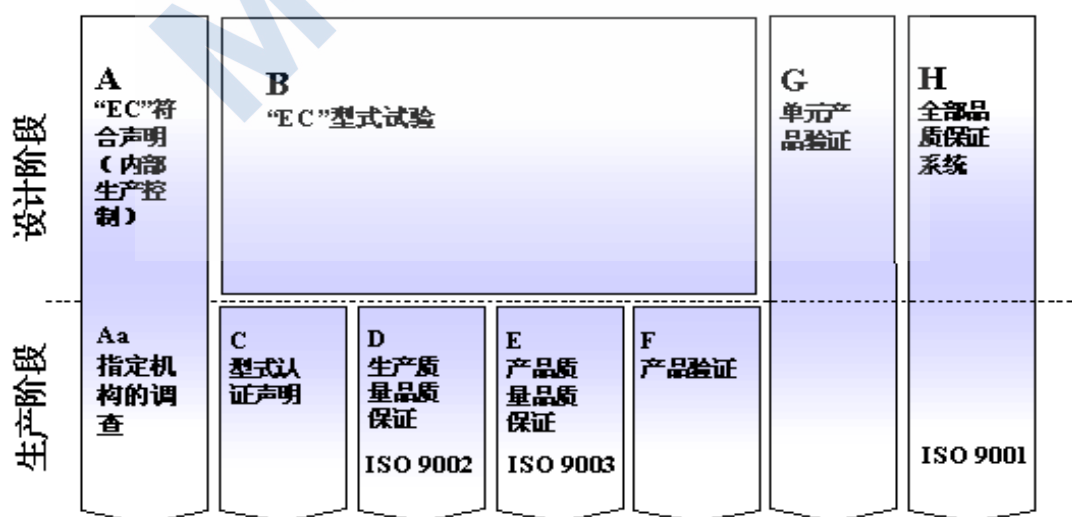 设计阶段
A
“EC”符
合声明
（内部
生产控
制）
B
“EC”型式试验
G
单元产
品验证
H
全部品
质保证
系统
生产阶段
Aa
指定机
构的调
查
C
型式认
证声明
D
生产质
量品质
保证
ISO 9002
E
产品质
量品质
保证
ISO 9003
F
产品验证
ISO 9001